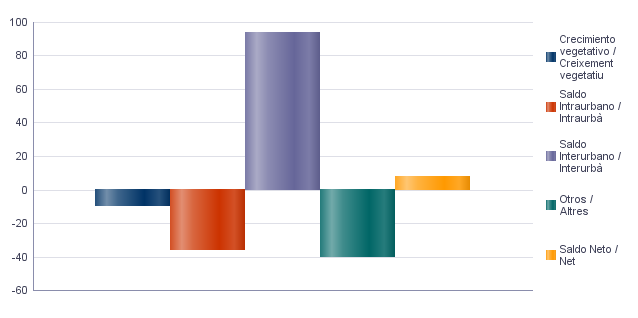 100
80
60
40
20
0
-20
-40
-60
Crecimiento
vegetativo /
Creixement
vegetatiu
Saldo
Intraurbano /
Intraurbà
Saldo
Interurbano /
Interurbà
Otros /
Altres
Saldo Neto /
Net